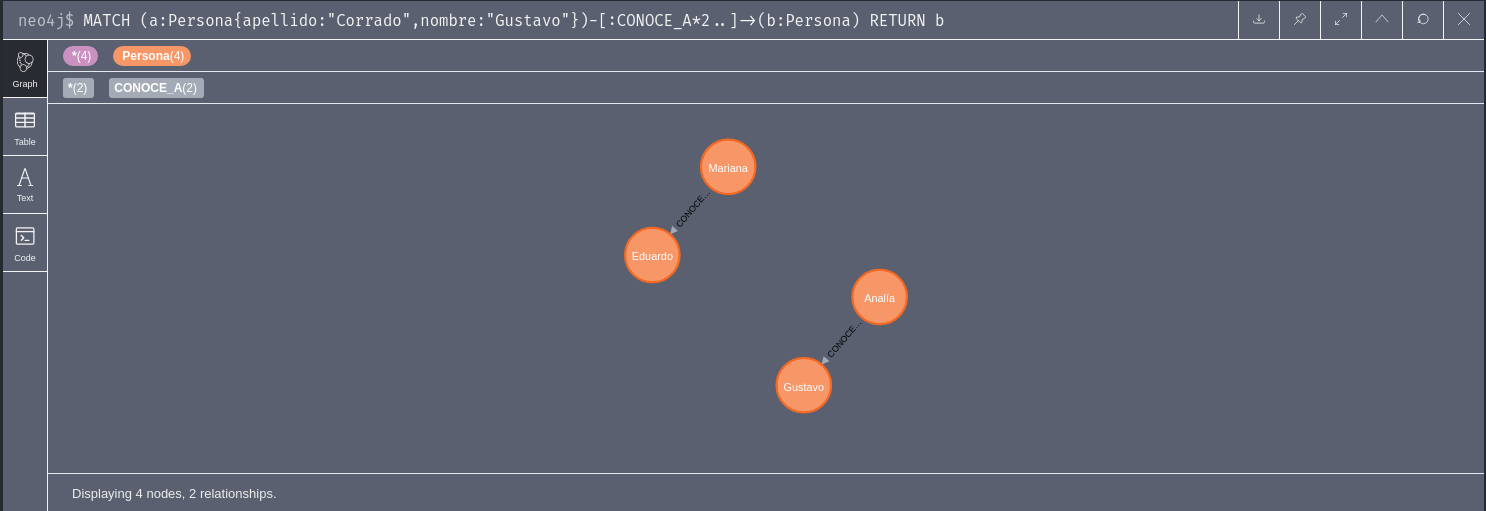 neo4j$ MATCH (a:Persona{apellido:"Corrado",nombre:"Gustavo"})-[:CONOCE_A*2..]->(b:Persona) RETURN b
*(4) Persona(4)
*(2) CONOCE_A(2)
Graph
Table
Text
Code
Mariana
CONOCE...
Eduardo
Analía
CONOCE...
Gustavo
Displaying 4 nodes, 2 relationships.